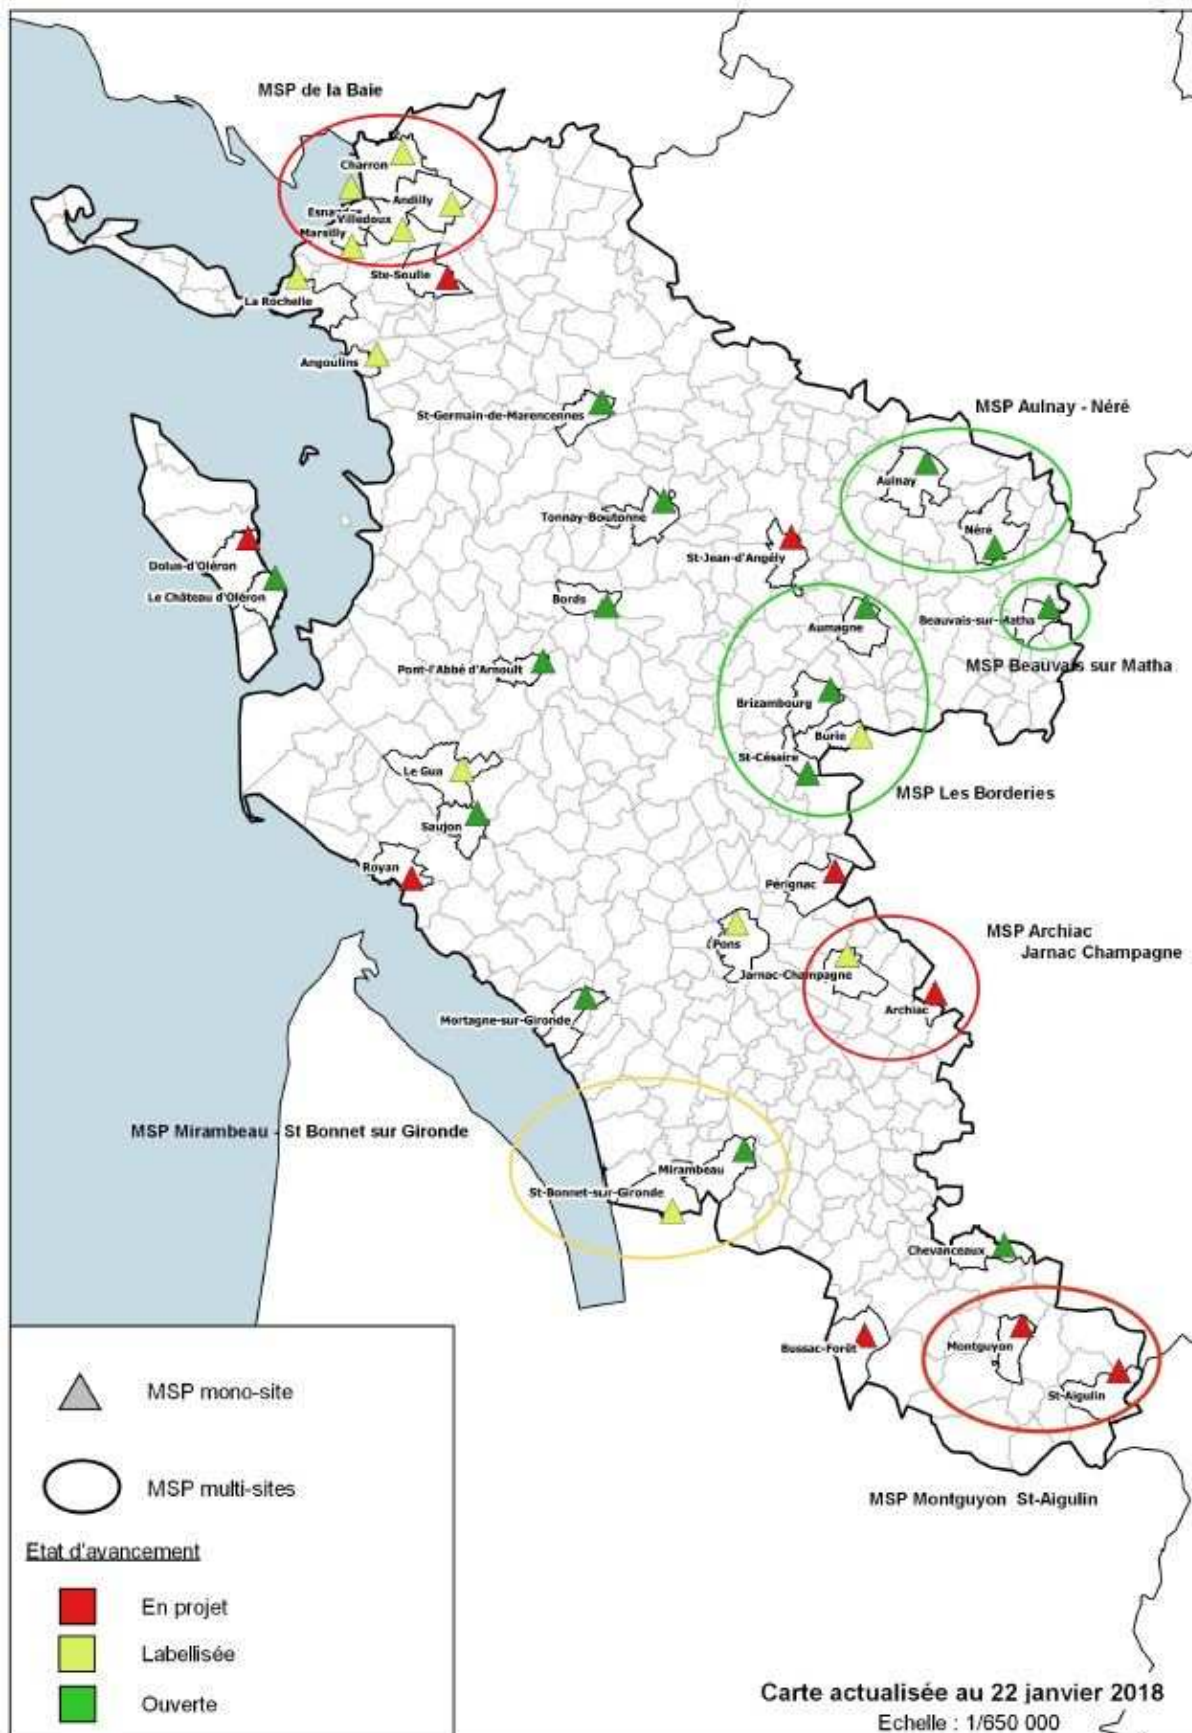 MSP de la Baie
Charron
Andilly
Villedoux
Marsilly
Ste-Soulle
La Rochelle
Angoulins
St-Germain-de-Marencennes
MSP Aulnay - Néré
Aulnay
Néré
Tonnay-Boutonne
St-Jean-d'Angély
Dolus-d'Oléron
Le Château d'Oléron
Bords
Aumagne
Beauvais-sur-Matha
MSP Beauvais sur Matha
Pont-l'Abbé d'Arnoult
Brizambourg
Burie
St-Césaire
Le Gua
MSP Les Borderies
Saujon
Royan
Pérignac
Pons
MSP Archiac
Jarnac Champagne
Jarnac-Champagne
Archiac
Mortagne-sur-Gironde
MSP Mirambeau - St Bonnet sur Gironde
Mirambeau
St-Bonnet-sur-Gironde
Chevanceaux
Bussac-Forêt
Montguyon
St-Aigulin
MSP Montguyon St-Aigulin
MSP mono-site
MSP multi-sites
Etat d'avancement
En projet
Labellisée
Ouverte
Carte actualisée au 22 janvier 2018
Echelle : 1/650 000